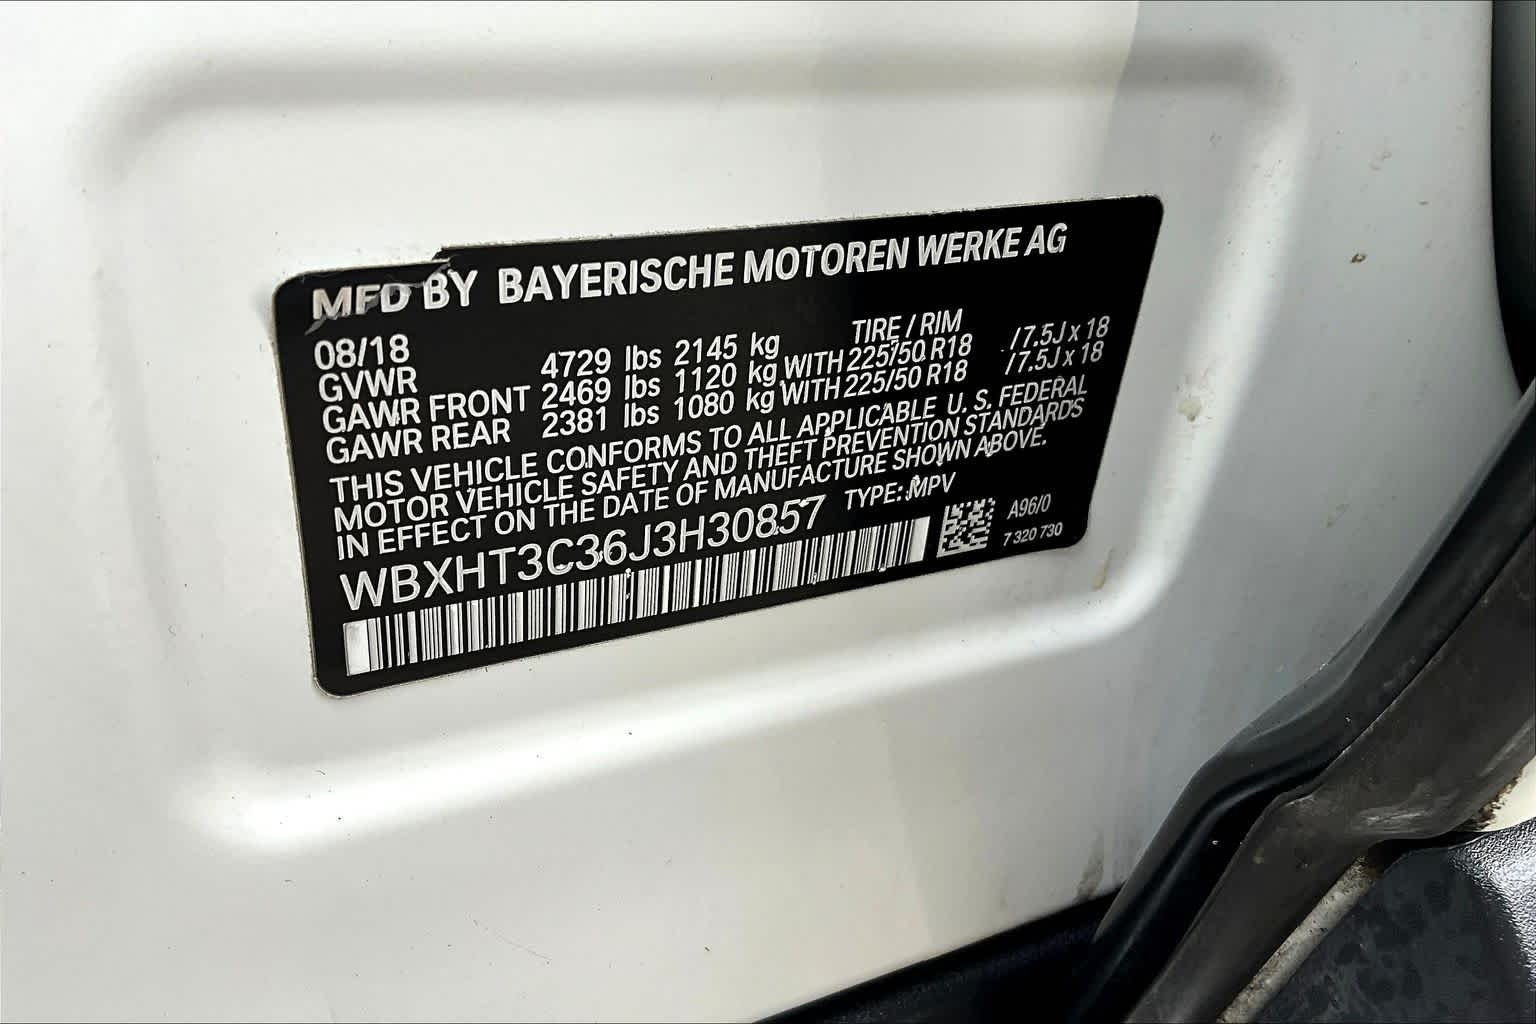 MFD BY BAYERISCHE MOTOREN WERKE AG
08/18 TIRE / RIM
GVWR 4729 lbs 2145 kg
GAWR FRONT 2469 lbs 1120 kg WITH 225/50 R18 /7.5J x 18
GAWR REAR 2381 lbs 1080 kg WITH 225/50 R18 /7.5J x 18
THIS VEHICLE CONFORMS TO ALL APPLICABLE U. S. FEDERAL
MOTOR VEHICLE SAFETY AND THEFT PREVENTION STANDARDS
IN EFFECT ON THE DATE OF MANUFACTURE SHOWN ABOVE.
WBXHT3C36J3H30857 TYPE: MPV
A96/0
7 320 730